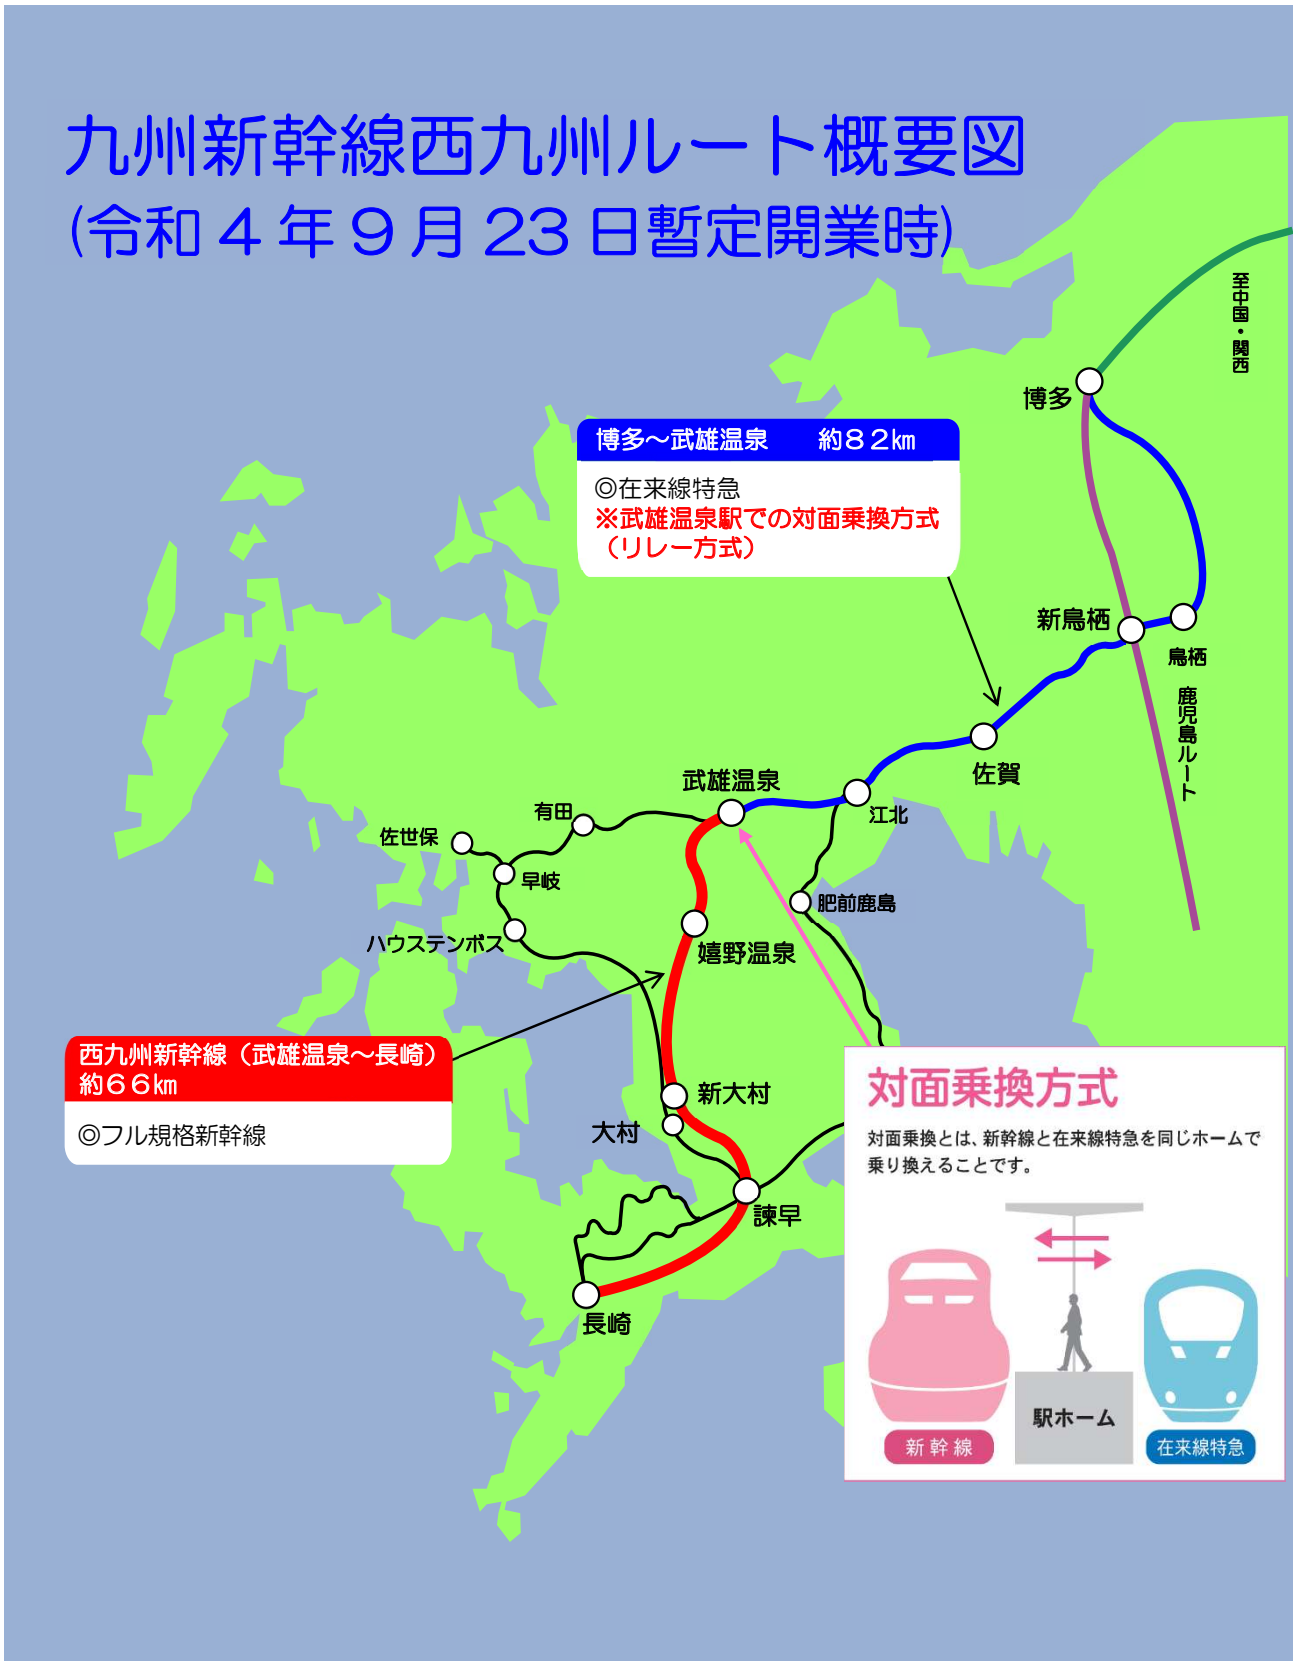 九州新幹線西九州ルート概要図
(令和４年９月23日暫定開業時)
至中国・関西
博多
博多～武雄温泉　約８２㎞
◎在来線特急
※武雄温泉駅での対面乗換方式
（リレー方式）
新鳥栖
鳥栖
鹿児島ルート
佐賀
武雄温泉
江北
有田
佐世保
早岐
肥前鹿島
ハウステンボス
嬉野温泉
西九州新幹線（武雄温泉～長崎）
約６６㎞
◎フル規格新幹線
新大村
大村
諫早
長崎
対面乗換方式
対面乗換とは、新幹線と在来線特急を同じホームで
乗り換えることです。
駅ホーム
新幹線
在来線特急